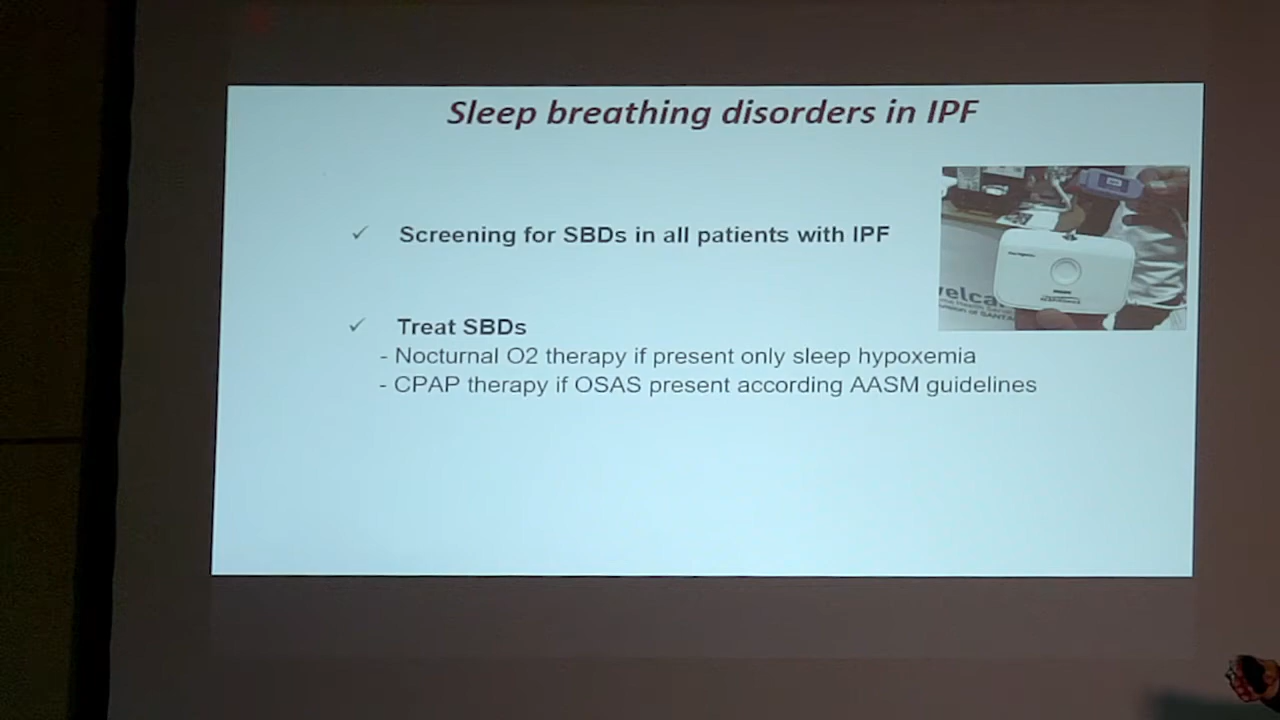 Sleep breathing disorders in IPF
✓ Screening for SBDs in all patients with IPF
✓ Treat SBDs
- Nocturnal O2 therapy if present only sleep hypoxemia
- CPAP therapy if OSAS present according AASM guidelines